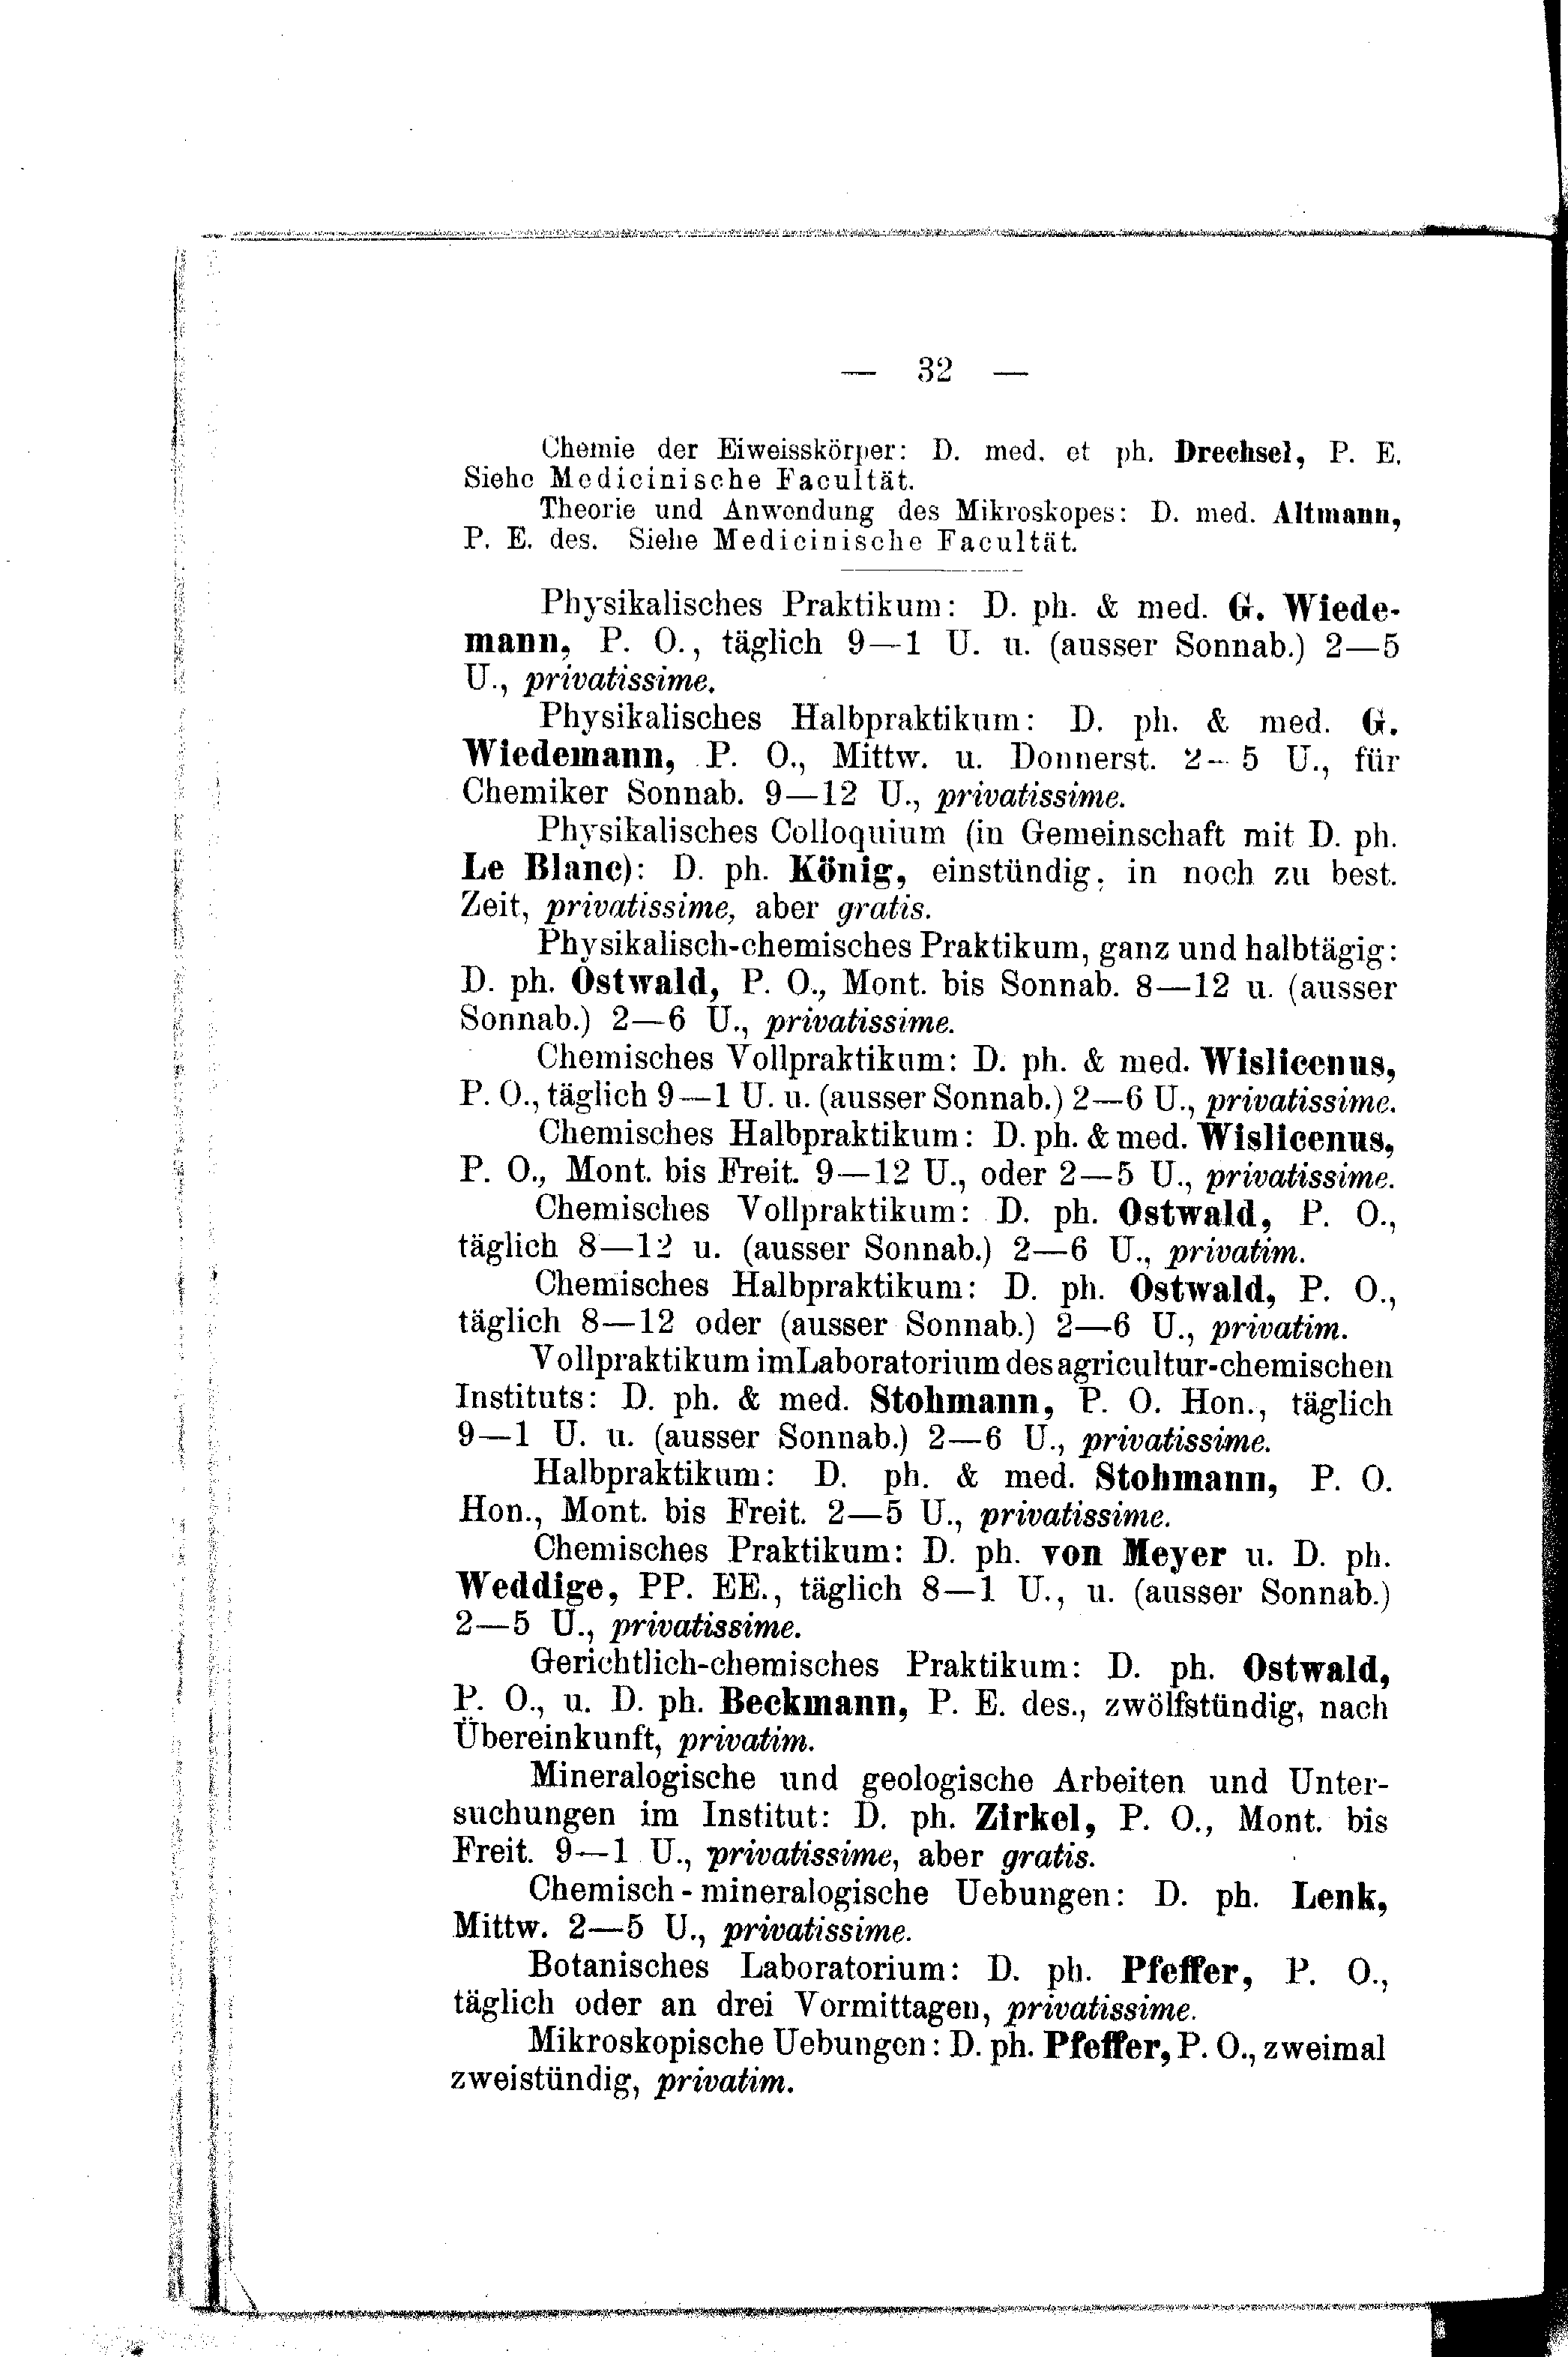 — 32 —
Chemie der Eiweisskörper: D. med. et ph. Drechsel, P. E.
Siehe Medicinische Facultät.
Theorie und Anwendung des Mikroskopes: D. med. Altmann,
P. E. des. Siehe Medicinische Facultät.
Physikalisches Praktikum: D. ph. & med. G. Wiede-
mann, P. O., täglich 9—1 U. u. (ausser Sonnab.) 2—5
U., privatissime.
Physikalisches Halbpraktikum: D. ph. & med. G.
Wiedemann, P. O., Mittw. u. Donnerst. 2—5 U., für
Chemiker Sonnab. 9—12 U., privatissime.
Physikalisches Colloquium (in Gemeinschaft mit D. ph.
Le Blanc): D. ph. König, einstündig, in noch zu best.
Zeit, privatissime, aber gratis.
Physikalisch-chemisches Praktikum, ganz und halbtägig:
D. ph. Ostwald, P. O., Mont. bis Sonnab. 8—12 u. (ausser
Sonnab.) 2—6 U., privatissime.
Chemisches Vollpraktikum: D. ph. & med. Wislicenus,
P. O., täglich 9—1 U. u. (ausser Sonnab.) 2—6 U., privatissime.
Chemisches Halbpraktikum: D. ph. & med. Wislicenus,
P. O., Mont. bis Freit. 9—12 U., oder 2—5 U., privatissime.
Chemisches Vollpraktikum: D. ph. Ostwald, P. O.,
täglich 8—12 u. (ausser Sonnab.) 2—6 U., privatim.
Chemisches Halbpraktikum: D. ph. Ostwald, P. O.,
täglich 8—12 oder (ausser Sonnab.) 2—6 U., privatim.
Vollpraktikum im Laboratorium des agricultur-chemischen
Instituts: D. ph. & med. Stohmann, P. O. Hon., täglich
9—1 U. u. (ausser Sonnab.) 2—6 U., privatissime.
Halbpraktikum: D. ph. & med. Stohmann, P. O.
Hon., Mont. bis Freit. 2—5 U., privatissime.
Chemisches Praktikum: D. ph. von Meyer u. D. ph.
Weddige, PP. EE., täglich 8—1 U., u. (ausser Sonnab.)
2—5 U., privatissime.
Gerichtlich-chemisches Praktikum: D. ph. Ostwald,
P. O., u. D. ph. Beckmann, P. E. des., zwölfstündig, nach
Übereinkunft, privatim.
Mineralogische und geologische Arbeiten und Unter-
suchungen im Institut: D. ph. Zirkel, P. O., Mont. bis
Freit. 9—1 U., privatissime, aber gratis.
Chemisch-mineralogische Uebungen: D. ph. Lenk,
Mittw. 2—5 U., privatissime.
Botanisches Laboratorium: D. ph. Pfeffer, P. O.,
täglich oder an drei Vormittagen, privatissime.
Mikroskopische Uebungen: D. ph. Pfeffer, P. O., zweimal
zweistündig, privatim.